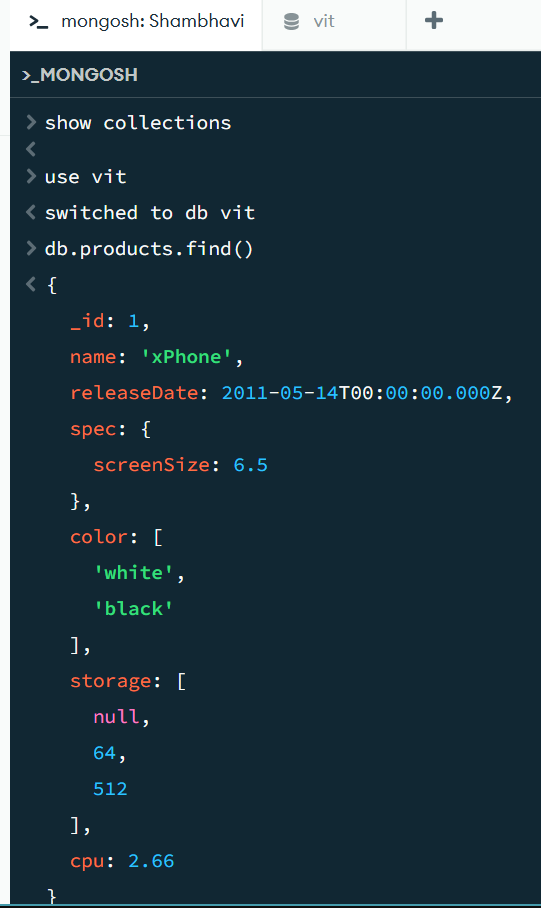 >_ mongosh: Shambhavi
vit
+
>_MONGOSH
> show collections
<
> use vit
< switched to db vit
> db.products.find()
< {
_id: 1,
name: 'xPhone',
releaseDate: 2011-05-14T00:00:00.000Z,
spec: {
screenSize: 6.5
},
color: [
'white',
'black'
],
storage: [
null,
64,
512
],
cpu: 2.66
}